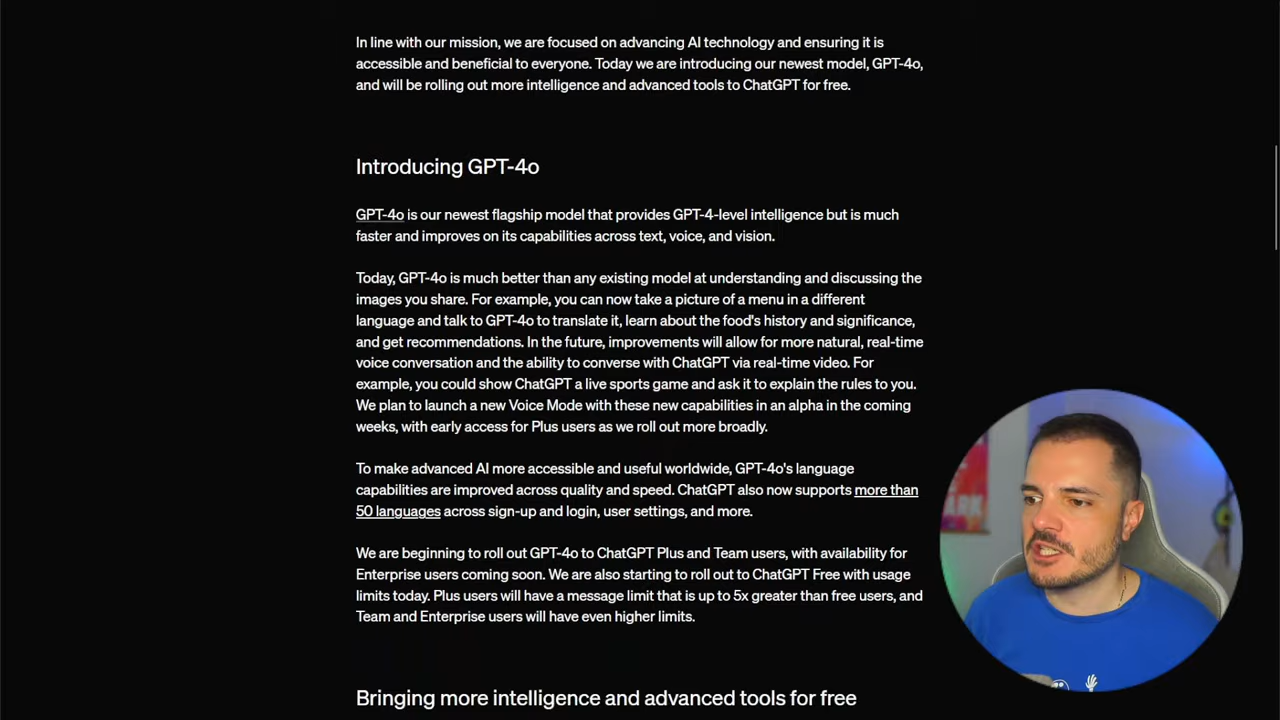 In line with our mission, we are focused on advancing AI technology and ensuring it is
accessible and beneficial to everyone. Today we are introducing our newest model, GPT-4o,
and will be rolling out more intelligence and advanced tools to ChatGPT for free.
Introducing GPT-4o
GPT-4o is our newest flagship model that provides GPT-4-level intelligence but is much
faster and improves on its capabilities across text, voice, and vision.
Today, GPT-4o is much better than any existing model at understanding and discussing the
images you share. For example, you can now take a picture of a menu in a different
language and talk to GPT-4o to translate it, learn about the food's history and significance,
and get recommendations. In the future, improvements will allow for more natural, real-time
voice conversation and the ability to converse with ChatGPT via real-time video. For
example, you could show ChatGPT a live sports game and ask it to explain the rules to you.
We plan to launch a new Voice Mode with these new capabilities in an alpha in the coming
weeks, with early access for Plus users as we roll out more broadly.
To make advanced AI more accessible and useful worldwide, GPT-4o's language
capabilities are improved across quality and speed. ChatGPT also now supports more than
50 languages across sign-up and login, user settings, and more.
We are beginning to roll out GPT-4o to ChatGPT Plus and Team users, with availability for
Enterprise users coming soon. We are also starting to roll out to ChatGPT Free with usage
limits today. Plus users will have a message limit that is up to 5x greater than free users, and
Team and Enterprise users will have even higher limits.
Bringing more intelligence and advanced tools for free